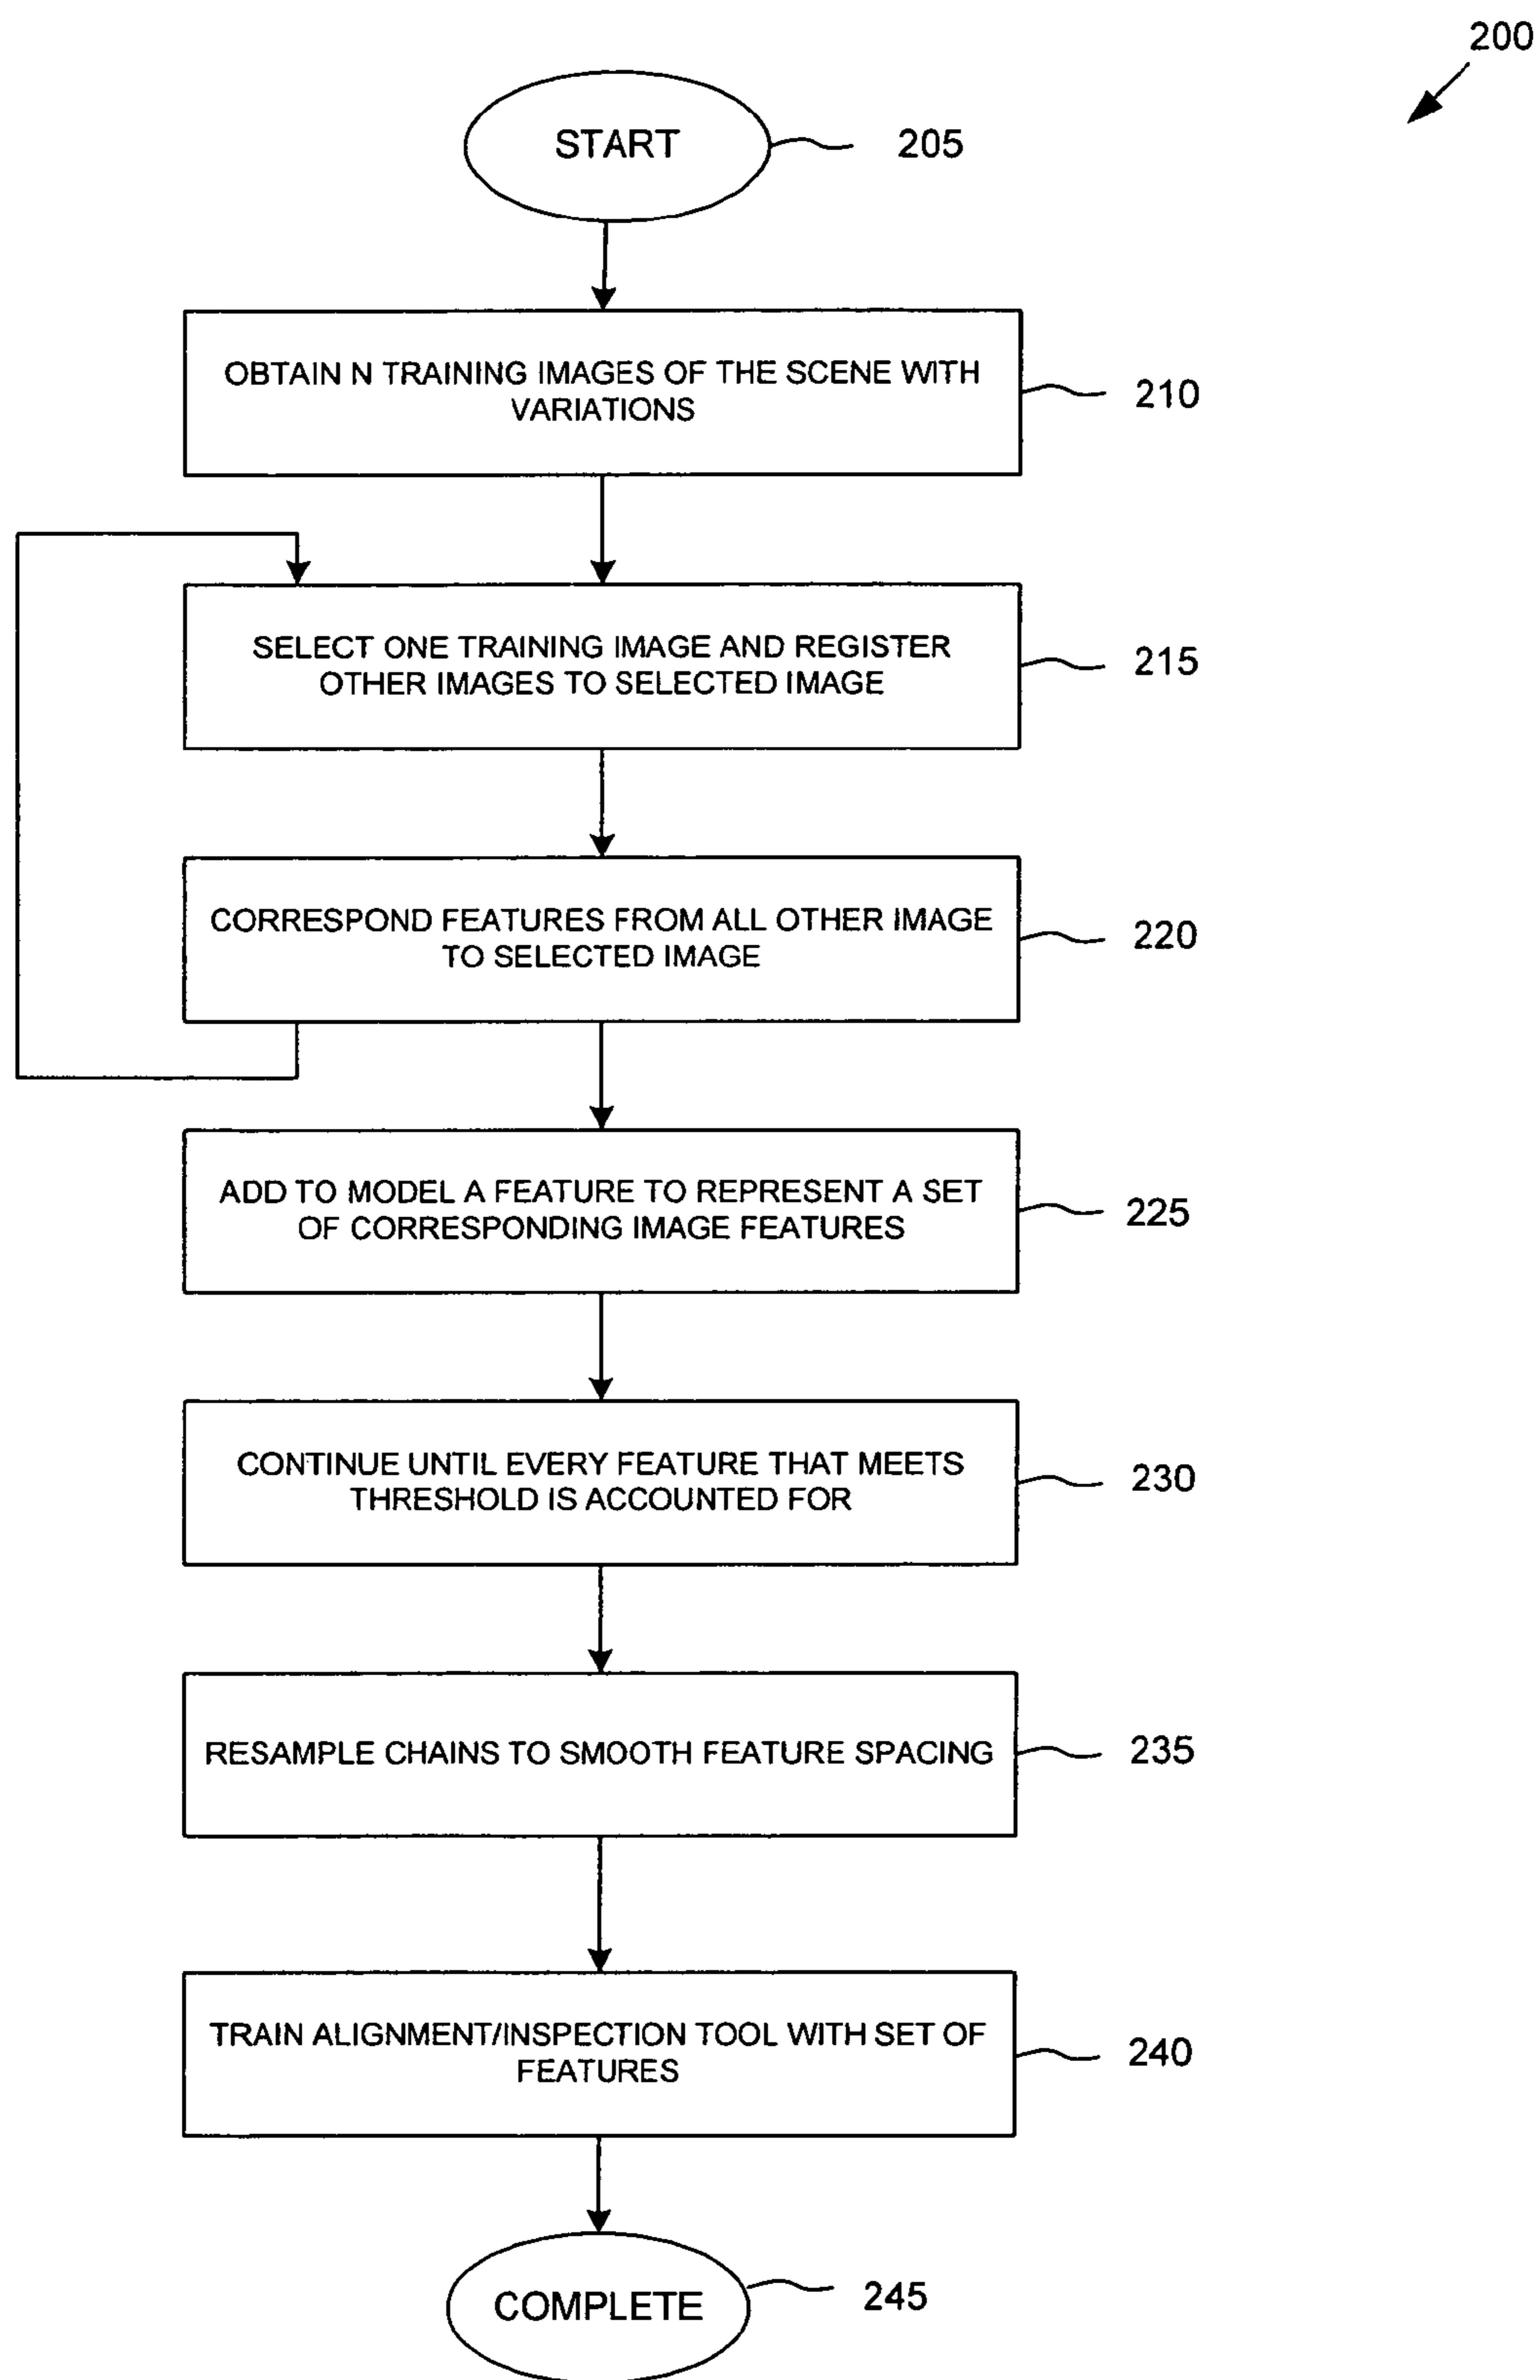 200
START
205
OBTAIN N TRAINING IMAGES OF THE SCENE WITH
VARIATIONS
210
SELECT ONE TRAINING IMAGE AND REGISTER
OTHER IMAGES TO SELECTED IMAGE
215
CORRESPOND FEATURES FROM ALL OTHER IMAGE
TO SELECTED IMAGE
220
ADD TO MODEL A FEATURE TO REPRESENT A SET
OF CORRESPONDING IMAGE FEATURES
225
CONTINUE UNTIL EVERY FEATURE THAT MEETS
THRESHOLD IS ACCOUNTED FOR
230
RESAMPLE CHAINS TO SMOOTH FEATURE SPACING
235
TRAIN ALIGNMENT/INSPECTION TOOL WITH SET OF
FEATURES
240
COMPLETE
245